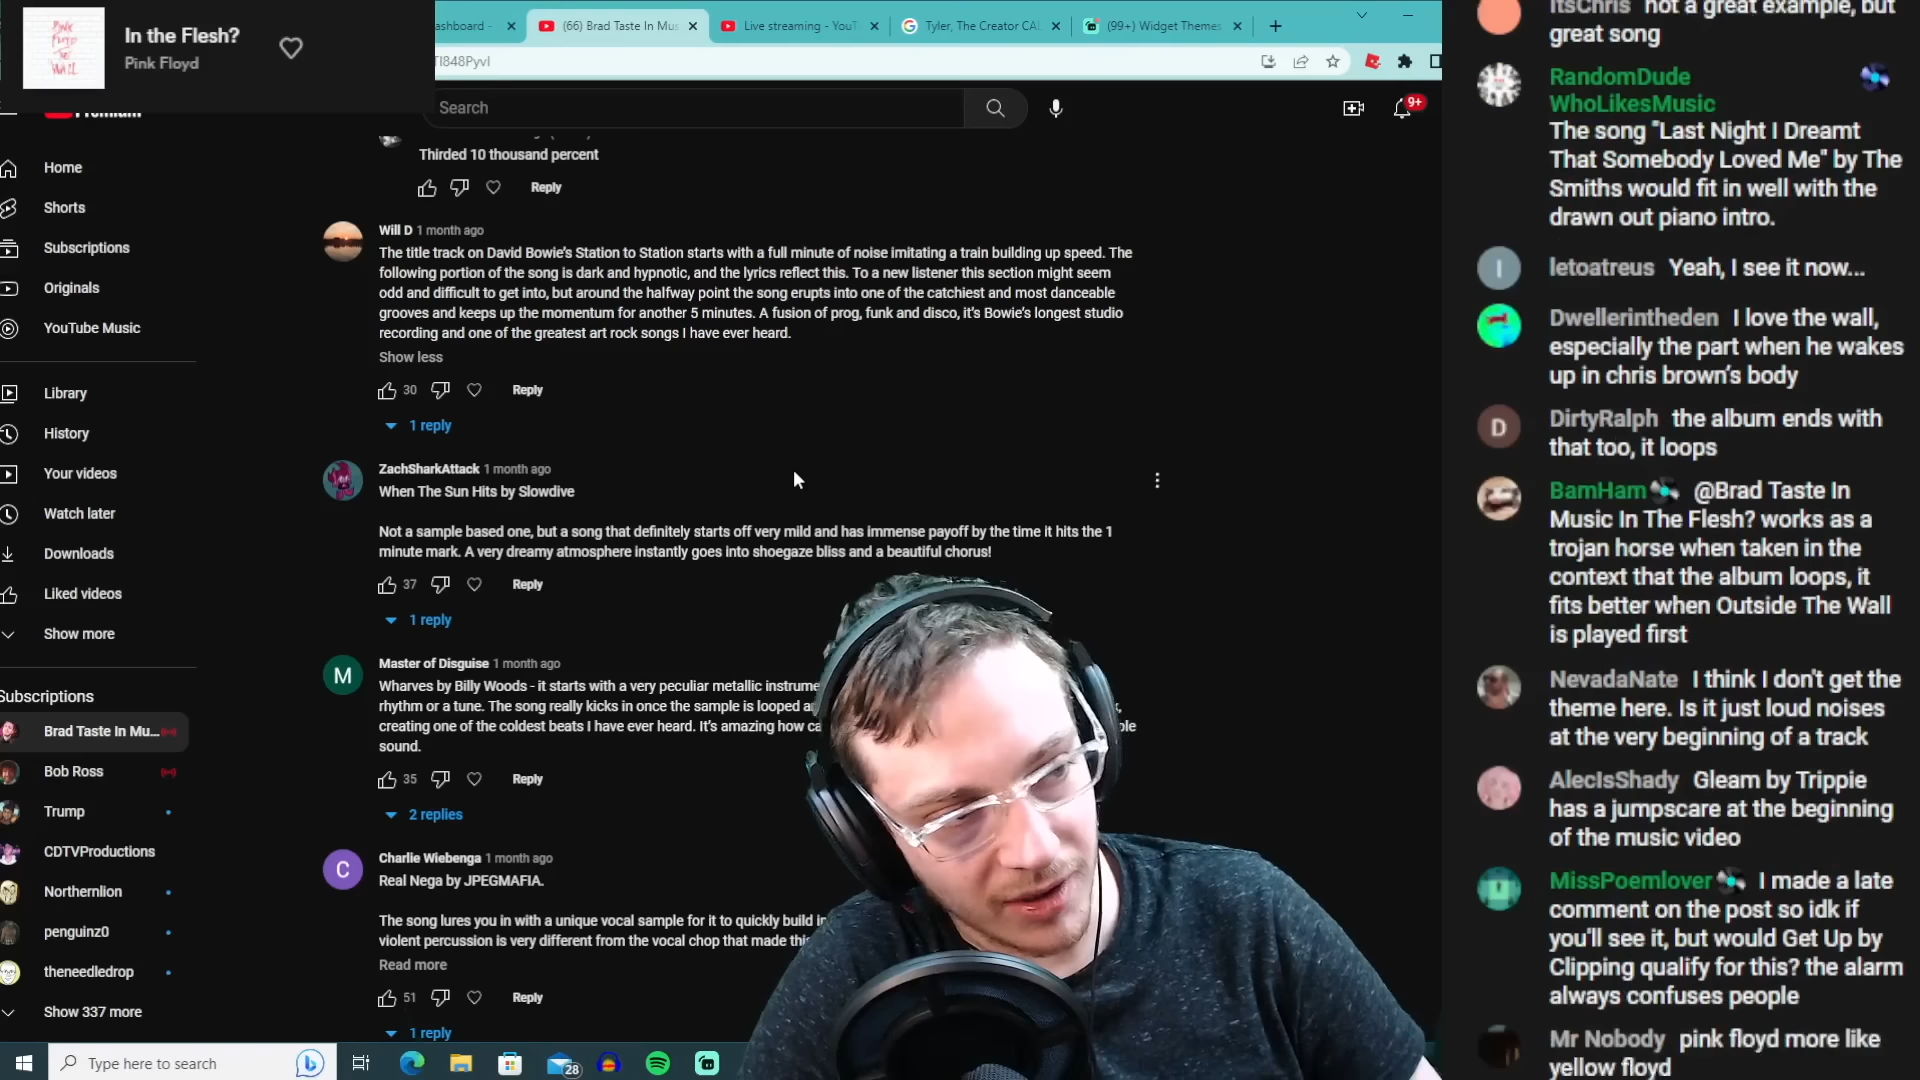 PINK FLOYD THE WALL
In the Flesh?
Pink Floyd
ashboard -
(66) Brad Taste In Mus
Live streaming - YouT
Tyler, The Creator CAL
(99+) Widget Themes
TI848Pyvl
Premium
Search
9+
Home
Shorts
Subscriptions
Originals
YouTube Music
Library
History
Your videos
Watch later
Downloads
Liked videos
Show more
Subscriptions
Brad Taste In Mu...
Bob Ross
Trump
CDTVProductions
Northernlion
penguinz0
theneedledrop
Show 337 more
Thirded 10 thousand percent
Reply
Will D 1 month ago
The title track on David Bowie's Station to Station starts with a full minute of noise imitating a train building up speed. The
following portion of the song is dark and hypnotic, and the lyrics reflect this. To a new listener this section might seem
odd and difficult to get into, but around the halfway point the song erupts into one of the catchiest and most danceable
grooves and keeps up the momentum for another 5 minutes. A fusion of prog, funk and disco, it's Bowie's longest studio
recording and one of the greatest art rock songs I have ever heard.
Show less
30 Reply
1 reply
ZachSharkAttack 1 month ago
When The Sun Hits by Slowdive
Not a sample based one, but a song that definitely starts off very mild and has immense payoff by the time it hits the 1
minute mark. A very dreamy atmosphere instantly goes into shoegaze bliss and a beautiful chorus!
37 Reply
1 reply
M
Master of Disguise 1 month ago
Wharves by Billy Woods - it starts with a very peculiar metallic instrume
rhythm or a tune. The song really kicks in once the sample is looped a
creating one of the coldest beats I have ever heard. It's amazing how ca ple
sound.
35 Reply
2 replies
C
Charlie Wiebenga 1 month ago
Real Nega by JPEGMAFIA.
The song lures you in with a unique vocal sample for it to quickly build in
violent percussion is very different from the vocal chop that made this
Read more
51 Reply
1 reply
Type here to search
28
ItsChris not a great example, but
great song
RandomDude
WhoLikesMusic
The song "Last Night I Dreamt
That Somebody Loved Me" by The
Smiths would fit in well with the
drawn out piano intro.
I
letoatreus Yeah, I see it now...
Dwellerintheden I love the wall,
especially the part when he wakes
up in chris brown's body
D
DirtyRalph the album ends with
that too, it loops
BamHam @Brad Taste In
Music In The Flesh? works as a
trojan horse when taken in the
context that the album loops, it
fits better when Outside The Wall
is played first
NevadaNate I think I don't get the
theme here. Is it just loud noises
at the very beginning of a track
AlecIsShady Gleam by Trippie
has a jumpscare at the beginning
of the music video
MissPoemlover I made a late
comment on the post so idk if
you'll see it, but would Get Up by
Clipping qualify for this? the alarm
always confuses people
Mr Nobody pink floyd more like
yellow floyd